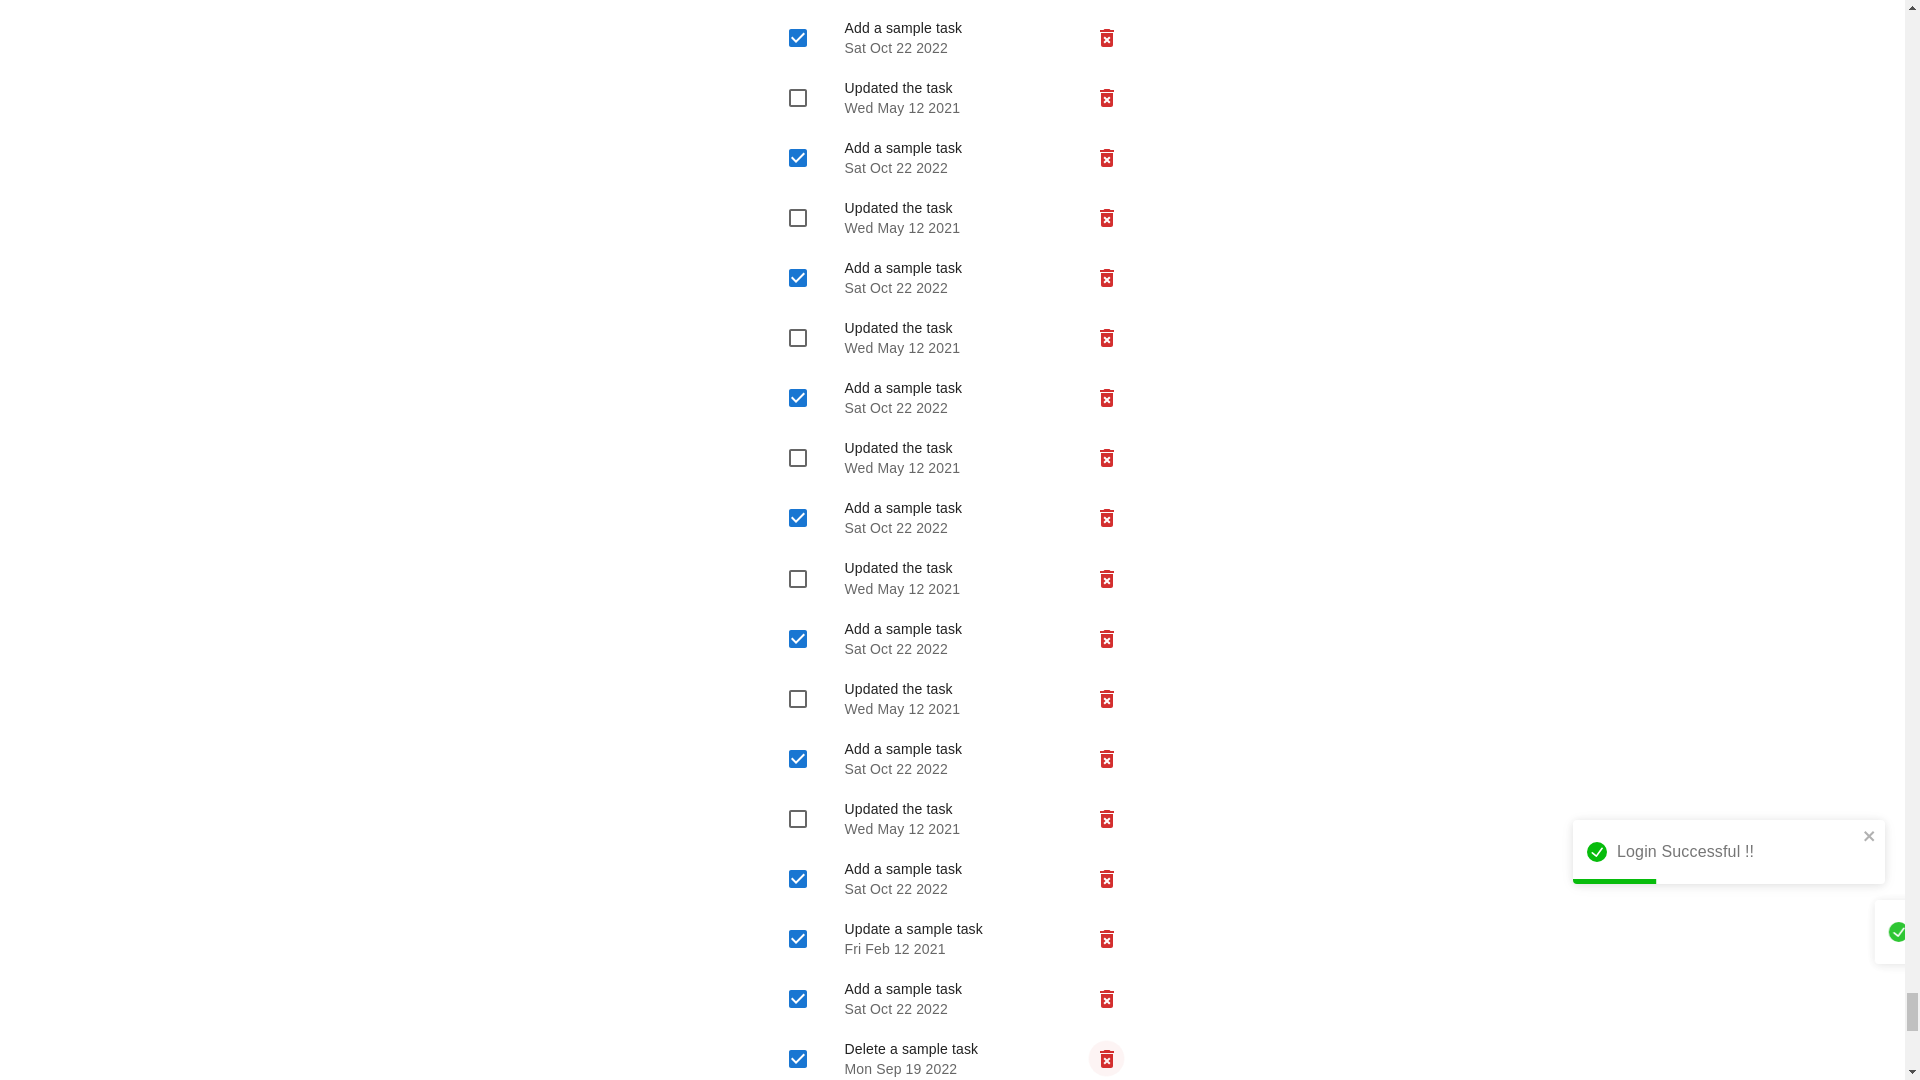 Add a sample task
Sat Oct 22 2022
Updated the task
Wed May 12 2021
Add a sample task
Sat Oct 22 2022
Updated the task
Wed May 12 2021
Add a sample task
Sat Oct 22 2022
Updated the task
Wed May 12 2021
Add a sample task
Sat Oct 22 2022
Updated the task
Wed May 12 2021
Add a sample task
Sat Oct 22 2022
Updated the task
Wed May 12 2021
Add a sample task
Sat Oct 22 2022
Updated the task
Wed May 12 2021
Add a sample task
Sat Oct 22 2022
Updated the task
Wed May 12 2021
Login Successful !!
Add a sample task
Sat Oct 22 2022
Update a sample task
Fri Feb 12 2021
Add a sample task
Sat Oct 22 2022
Delete a sample task
Mon Sep 19 2022